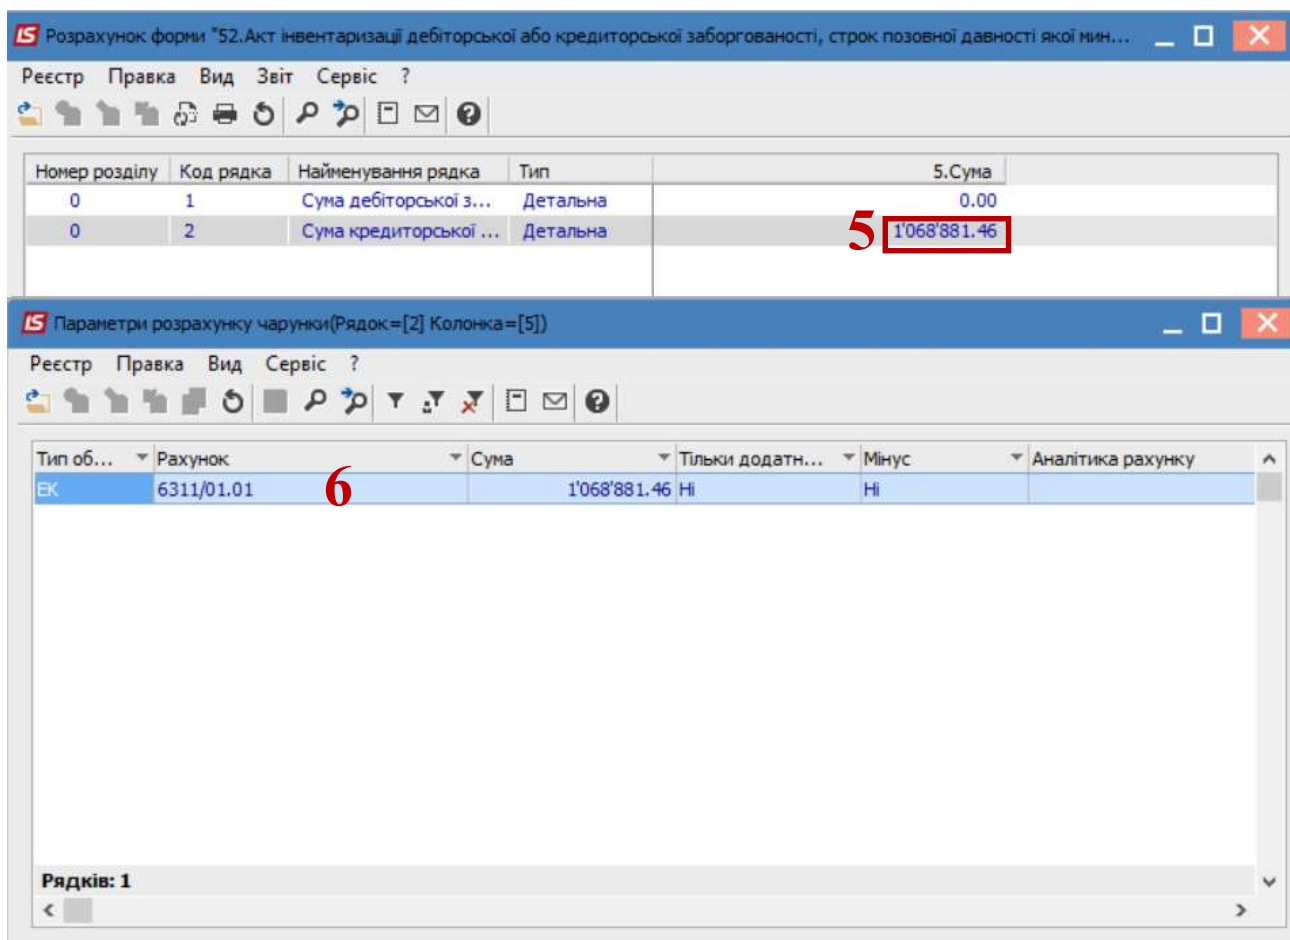 Розрахунок форми "52.Акт інвентаризації дебіторської або кредиторської заборгованості, строк позовної давності якої мин...
Реєстр Правка Вид Звіт Сервіс ?
Номер розділу Код рядка Найменування рядка Тип 5.Сума
0 1 Сума дебіторської з... Детальна 0.00
0 2 Сума кредиторської ... Детальна 5 1'068'881.46
Параметри розрахунку чарунки(Рядок=[2] Колонка=[5])
Реєстр Правка Вид Сервіс ?
Тип об... Рахунок Сума Тільки додатн... Мінус Аналітика рахунку
ЕК 6311/01.01 6 1'068'881.46 Ні Ні
Рядків: 1